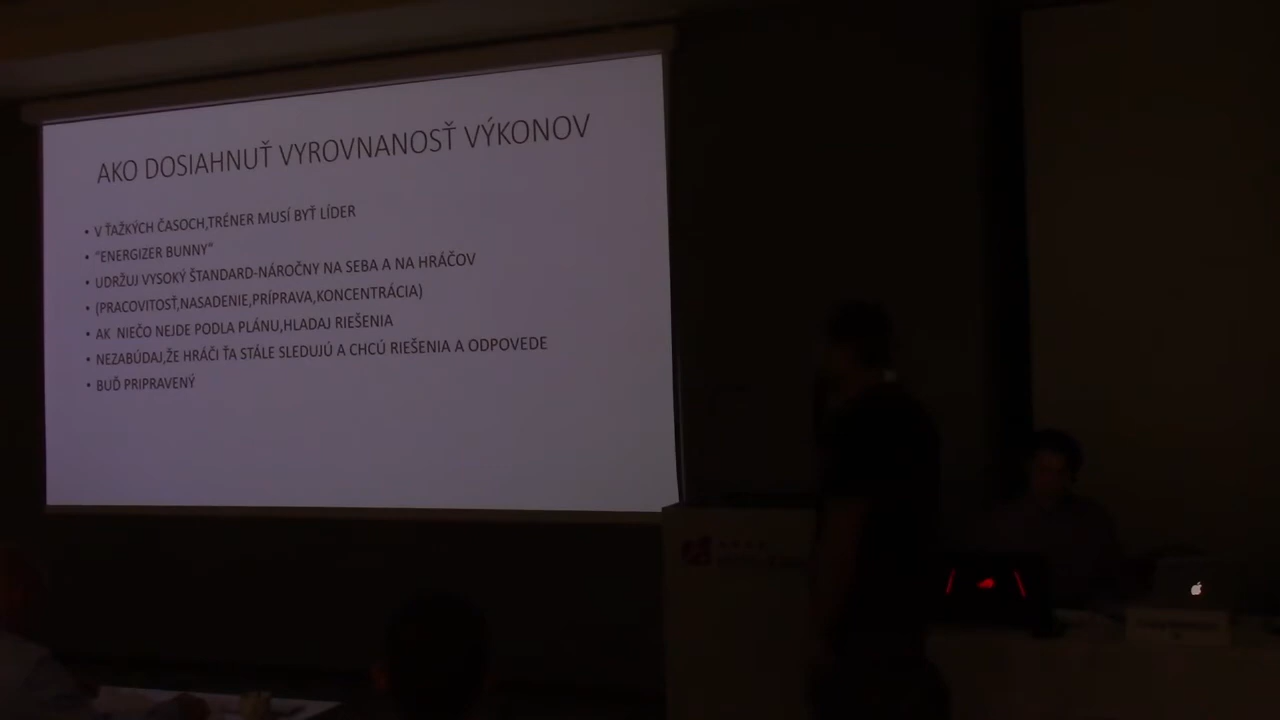 AKO DOSIAHNUŤ VYROVNANOSŤ VÝKONOV
• V ŤAŽKÝCH ČASOCH,TRÉNER MUSÍ BYŤ LÍDER
• "ENERGIZER BUNNY"
• UDRŽUJ VYSOKÝ ŠTANDARD-NÁROČNY NA SEBA A NA HRÁČOV
• (PRACOVITOSŤ,NASADENIE,PRÍPRAVA,KONCENTRÁCIA)
• AK NIEČO NEJDE PODLA PLÁNU,HLADAJ RIEŠENIA
• NEZABÚDAJ,ŽE HRÁČI ŤA STÁLE SLEDUJÚ A CHCÚ RIEŠENIA A ODPOVEDE
• BUĎ PRIPRAVENÝ